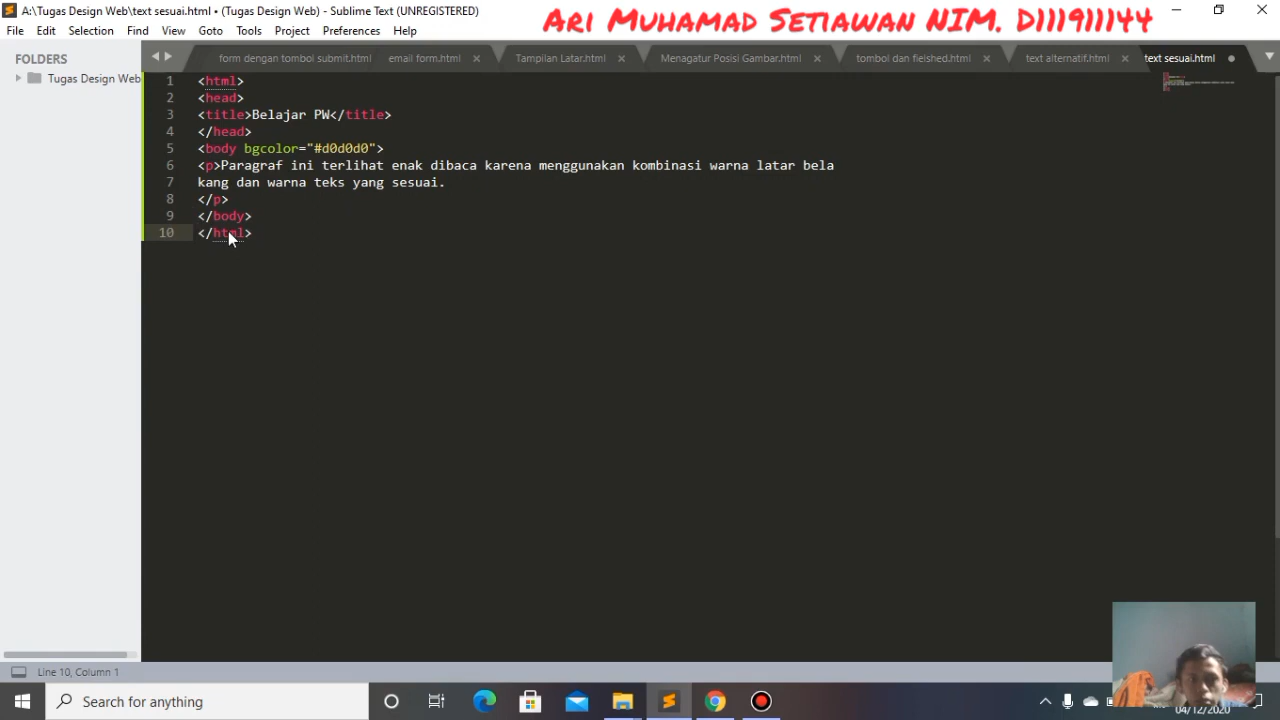 A:\Tugas Design Web\text sesuai.html • (Tugas Design Web) - Sublime Text (UNREGISTERED)
Ari Muhamad Setiawan NIM. D111911144
File Edit Selection Find View Goto Tools Project Preferences Help
FOLDERS
Tugas Design Web
form dengan tombol submit.html email form.html Tampilan Latar.html Menagatur Posisi Gambar.html tombol dan fielshed.html text alternatif.html text sesuai.html
1 <html>
2 <head>
3 <title>Belajar PW</title>
4 </head>
5 <body bgcolor="#d0d0d0">
6 <p>Paragraf ini terlihat enak dibaca karena menggunakan kombinasi warna latar bela
7 kang dan warna teks yang sesuai.
8 </p>
9 </body>
10 </html>
Line 10, Column 1
Search for anything
04/12/2020